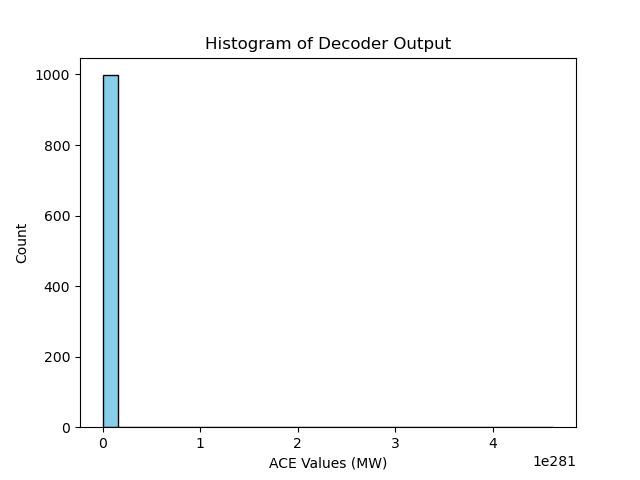 Histogram of Decoder Output
1000
800
600
400
200
0
Count
0 1 2 3 4
1e281
ACE Values (MW)